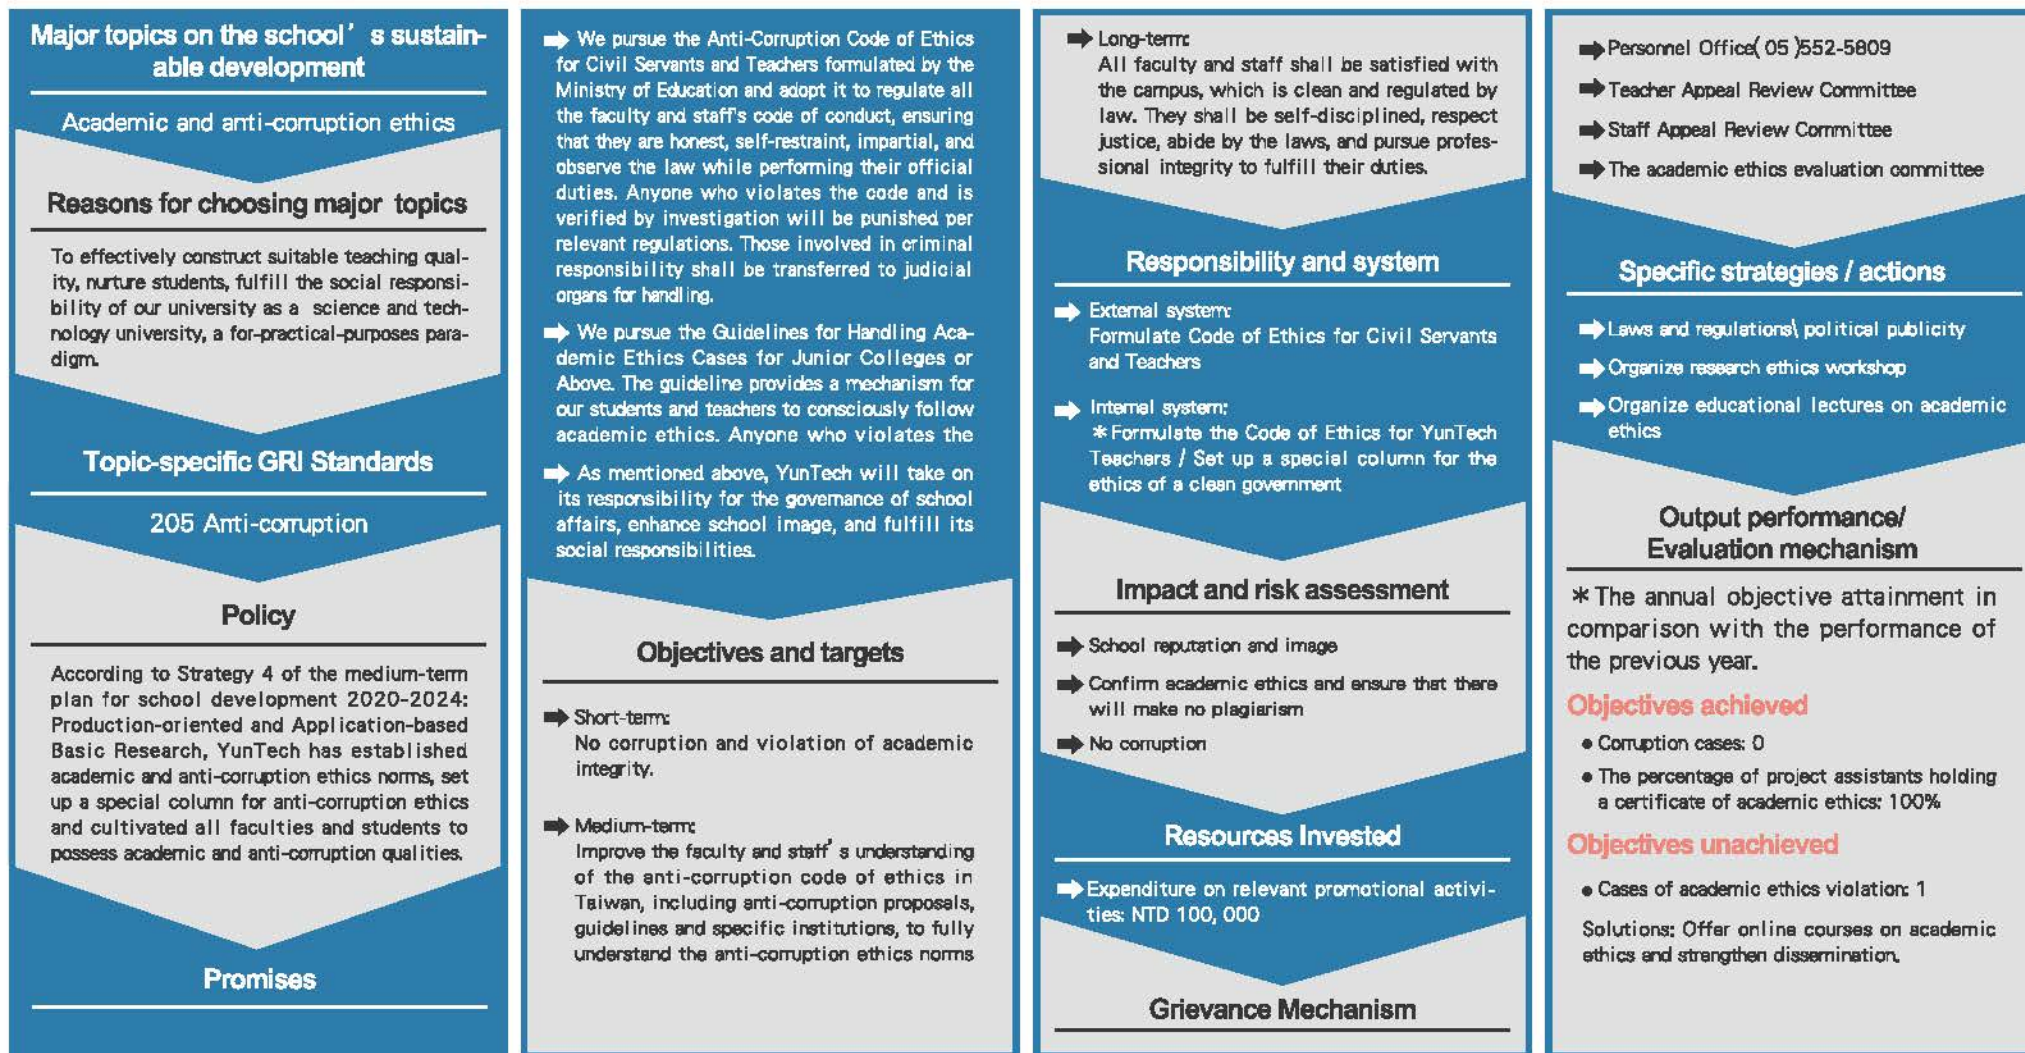 Major topics on the school's sustain-
able development
Academic and anti-corruption ethics
Reasons for choosing major topics
To effectively construct suitable teaching qual-
ity, nurture students, fulfill the social responsi-
bility of our university as a science and tech-
nology university, a for-practical-purposes para-
digm.
Topic-specific GRI Standards
205 Anti-corruption
Policy
According to Strategy 4 of the medium-term
plan for school development 2020-2024:
Production-oriented and Application-based
Basic Research, YunTech has established
academic and anti-corruption ethics norms, set
up a special column for anti-corruption ethics
and cultivated all faculties and students to
possess academic and anti-corruption qualities.
Promises
➡ We pursue the Anti-Corruption Code of Ethics
for Civil Servants and Teachers formulated by the
Ministry of Education and adopt it to regulate all
the faculty and staff's code of conduct, ensuring
that they are honest, self-restraint, impartial, and
observe the law while performing their official
duties. Anyone who violates the code and is
verified by investigation will be punished per
relevant regulations. Those involved in criminal
responsibility shall be transferred to judicial
organs for handling.
➡ We pursue the Guidelines for Handling Aca-
demic Ethics Cases for Junior Colleges or
Above. The guideline provides a mechanism for
our students and teachers to consciously follow
academic ethics. Anyone who violates the
➡ As mentioned above, YunTech will take on
its responsibility for the governance of school
affairs, enhance school image, and fulfill its
social responsibilities.
Objectives and targets
➡ Short-term:
No corruption and violation of academic
integrity.
➡ Medium-term:
Improve the faculty and staff's understanding
of the anti-corruption code of ethics in
Taiwan, including anti-corruption proposals,
guidelines and specific institutions, to fully
understand the anti-corruption ethics norms
➡ Long-term:
All faculty and staff shall be satisfied with
the campus, which is clean and regulated by
law. They shall be self-disciplined, respect
justice, abide by the laws, and pursue profes-
sional integrity to fulfill their duties.
Responsibility and system
➡ External system:
Formulate Code of Ethics for Civil Servants
and Teachers
➡ Internal system:
＊Formulate the Code of Ethics for YunTech
Teachers / Set up a special column for the
ethics of a clean government
Impact and risk assessment
➡ School reputation and image
➡ Confirm academic ethics and ensure that there
will make no plagiarism
➡ No corruption
Resources Invested
➡ Expenditure on relevant promotional activi-
ties: NTD 100, 000
Grievance Mechanism
➡ Personnel Office( 05 )552-5809
➡ Teacher Appeal Review Committee
➡ Staff Appeal Review Committee
➡ The academic ethics evaluation committee
Specific strategies / actions
➡ Laws and regulations\ political publicity
➡ Organize research ethics workshop
➡ Organize educational lectures on academic
ethics
Output performance/
Evaluation mechanism
＊The annual objective attainment in
comparison with the performance of
the previous year.
Objectives achieved
● Corruption cases: 0
● The percentage of project assistants holding
a certificate of academic ethics: 100%
Objectives unachieved
● Cases of academic ethics violation: 1
Solutions: Offer online courses on academic
ethics and strengthen dissemination.